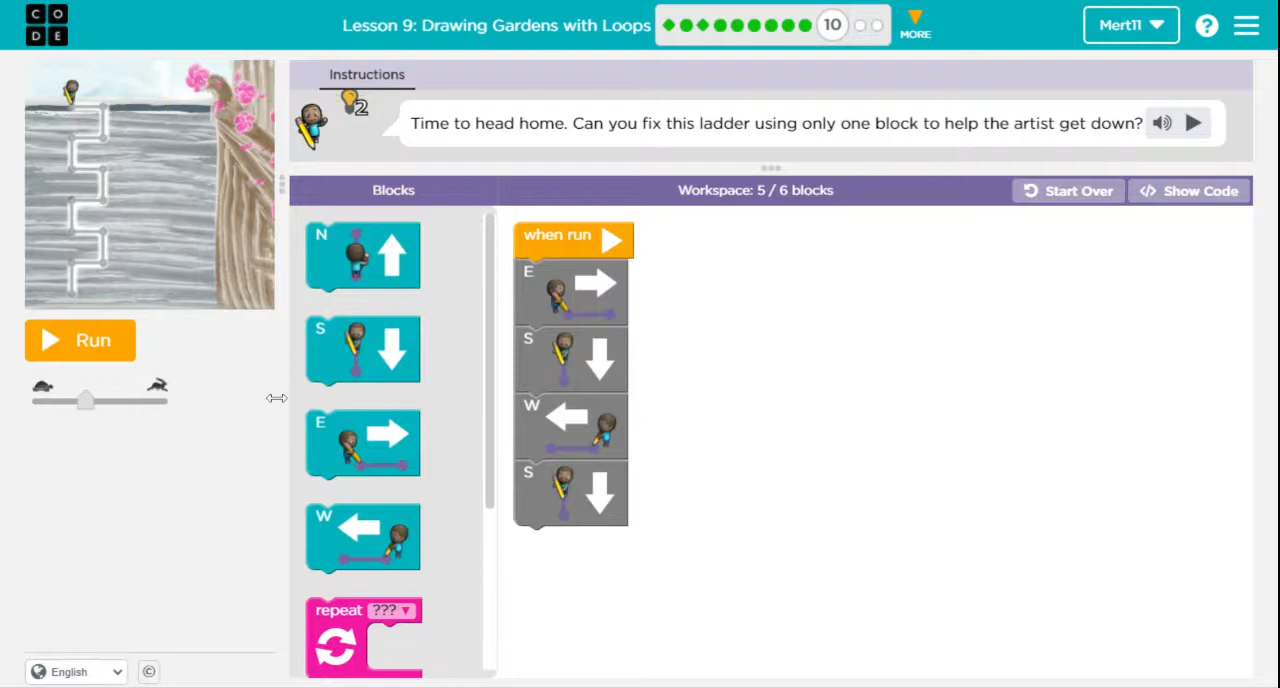 C O
D E
Lesson 9: Drawing Gardens with Loops
10
MORE
Mert11
?
Instructions
2
Time to head home. Can you fix this ladder using only one block to help the artist get down?
Blocks
Workspace: 5 / 6 blocks
Start Over
</> Show Code
N
S
E
W
repeat ???
when run
E
S
W
S
Run
English
©